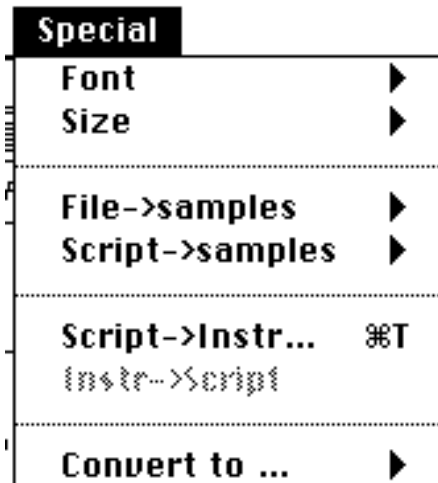 Special
Font
Size
File->samples
Script->samples
Script->Instr... ⌘T
Instr->Script
Convert to ...